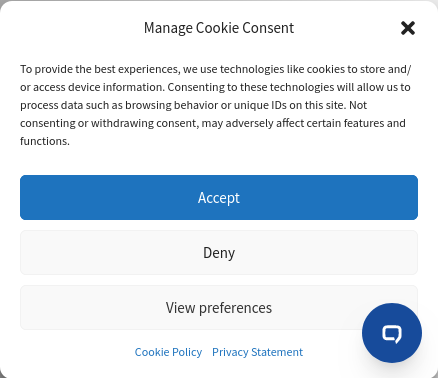 Manage Cookie Consent
To provide the best experiences, we use technologies like cookies to store and/
or access device information. Consenting to these technologies will allow us to
process data such as browsing behavior or unique IDs on this site. Not
consenting or withdrawing consent, may adversely affect certain features and
functions.
Accept
Deny
View preferences
Cookie Policy Privacy Statement